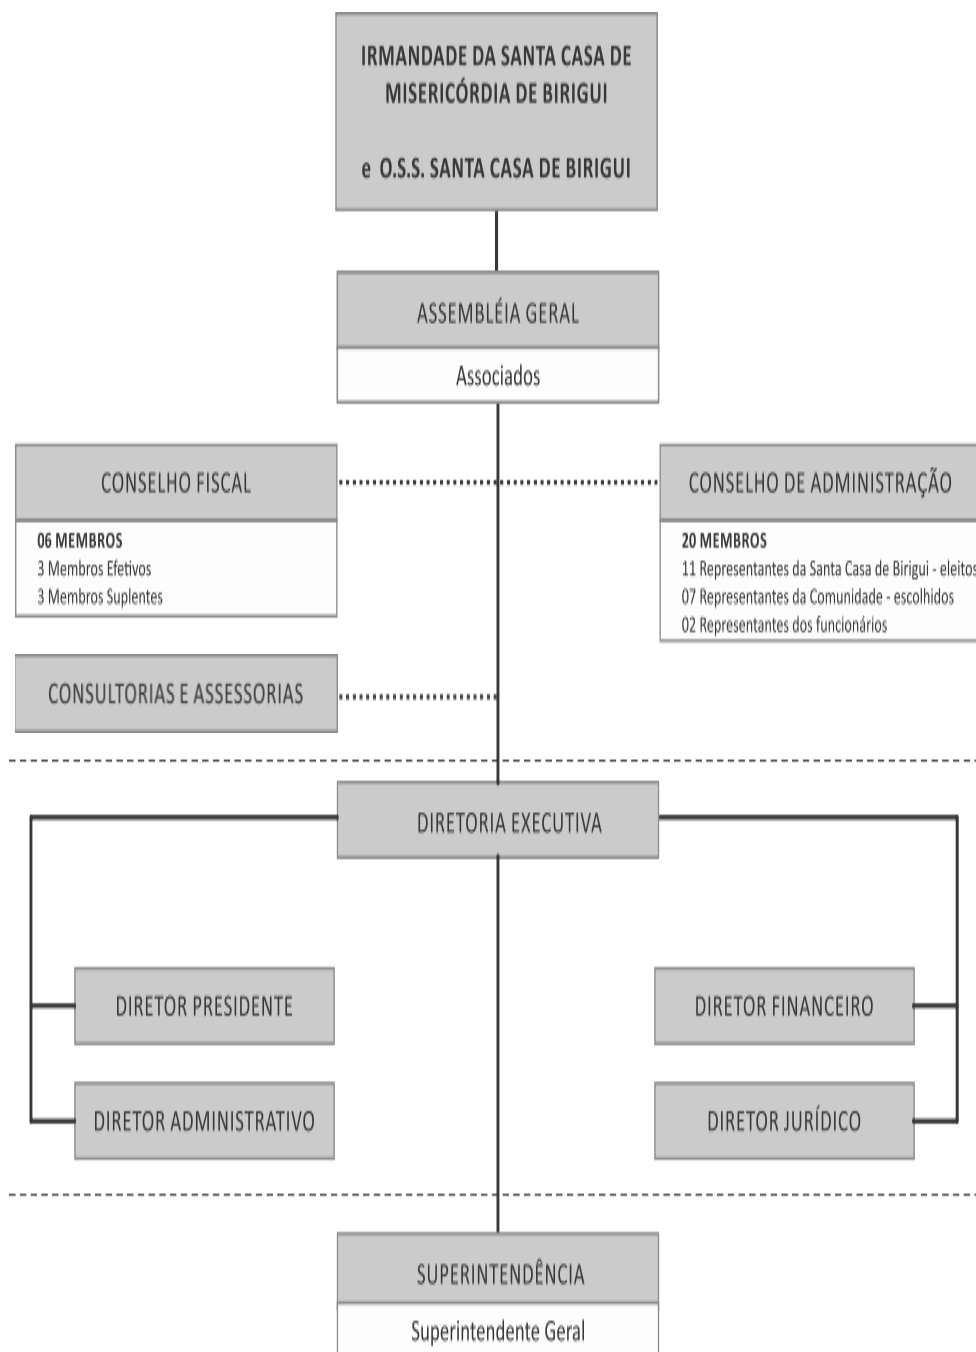 IRMANDADE DA SANTA CASA DE
MISERICÓRDIA DE BIRIGUI
e O.S.S. SANTA CASA DE BIRIGUI
ASSEMBLÉIA GERAL
Associados
CONSELHO FISCAL
06 MEMBROS
3 Membros Efetivos
3 Membros Suplentes
CONSELHO DE ADMINISTRAÇÃO
20 MEMBROS
11 Representantes da Santa Casa de Birigui - eleitos
07 Representantes da Comunidade - escolhidos
02 Representantes dos funcionários
CONSULTORIAS E ASSESSORIAS
DIRETORIA EXECUTIVA
DIRETOR PRESIDENTE
DIRETOR FINANCEIRO
DIRETOR ADMINISTRATIVO
DIRETOR JURÍDICO
SUPERINTENDÊNCIA
Superintendente Geral